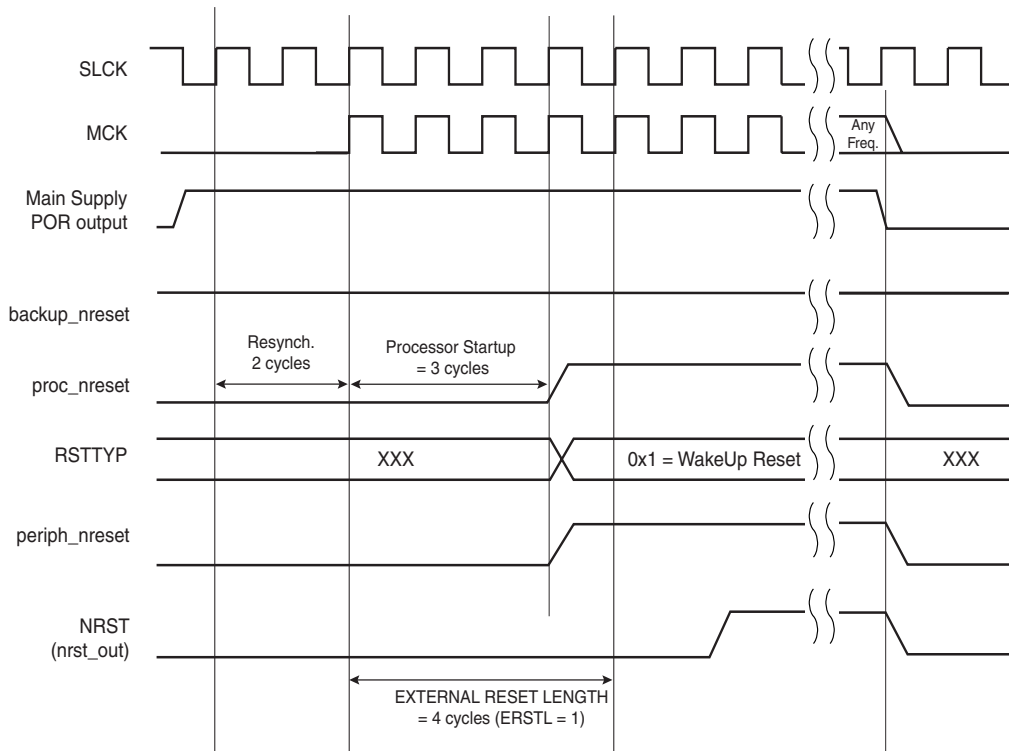 SLCK
MCK
Any
Freq.
Main Supply
POR output
backup_nreset
Resynch.
2 cycles
Processor Startup
= 3 cycles
proc_nreset
RSTTYP
XXX
0x1 = WakeUp Reset
XXX
periph_nreset
NRST
(nrst_out)
EXTERNAL RESET LENGTH
= 4 cycles (ERSTL = 1)